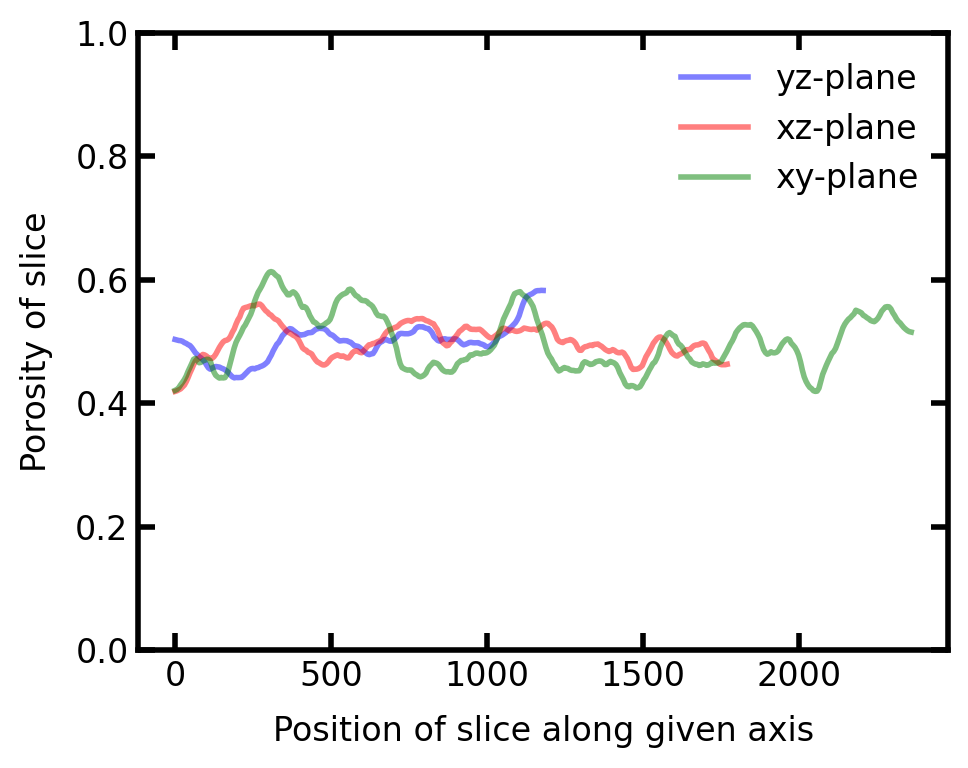 1.0
0.8
0.6
0.4
0.2
0.0
Porosity of slice
yz-plane
xz-plane
xy-plane
0 500 1000 1500 2000
Position of slice along given axis